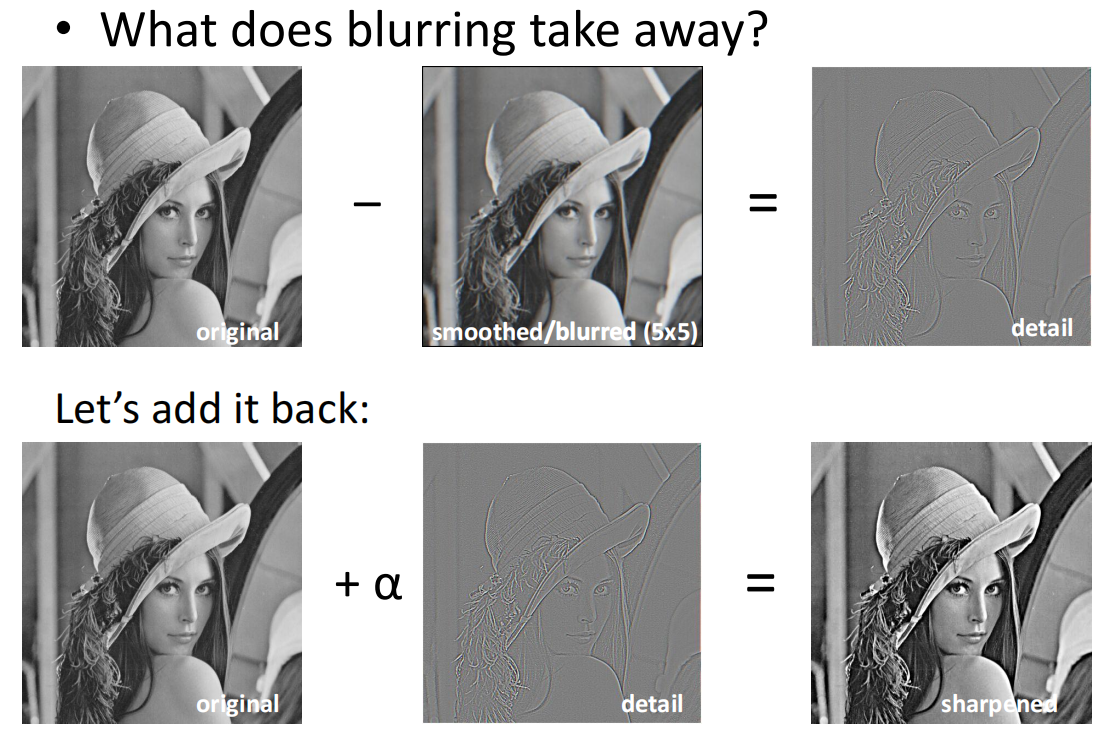 • What does blurring take away?
−
=
original
smoothed/blurred (5x5)
detail
Let’s add it back:
+ α
=
original
detail
sharpened